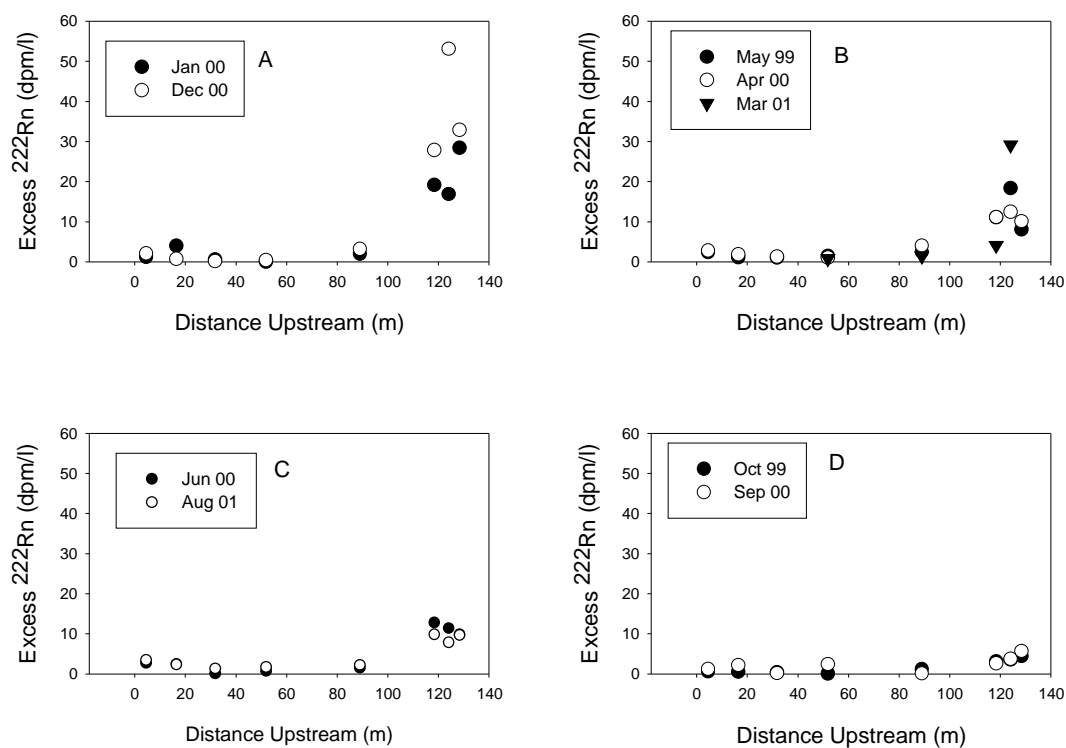 A
Jan 00
Dec 00
Excess ²²²Rn (dpm/l)
60
50
40
30
20
10
0
0 20 40 60 80 100 120 140
Distance Upstream (m)
B
May 99
Apr 00
Mar 01
Excess ²²²Rn (dpm/l)
60
50
40
30
20
10
0
0 20 40 60 80 100 120 140
Distance Upstream (m)
C
Jun 00
Aug 01
Excess ²²²Rn (dpm/l)
60
50
40
30
20
10
0
0 20 40 60 80 100 120 140
Distance Upstream (m)
D
Oct 99
Sep 00
Excess ²²²Rn (dpm/l)
60
50
40
30
20
10
0
0 20 40 60 80 100 120 140
Distance Upstream (m)